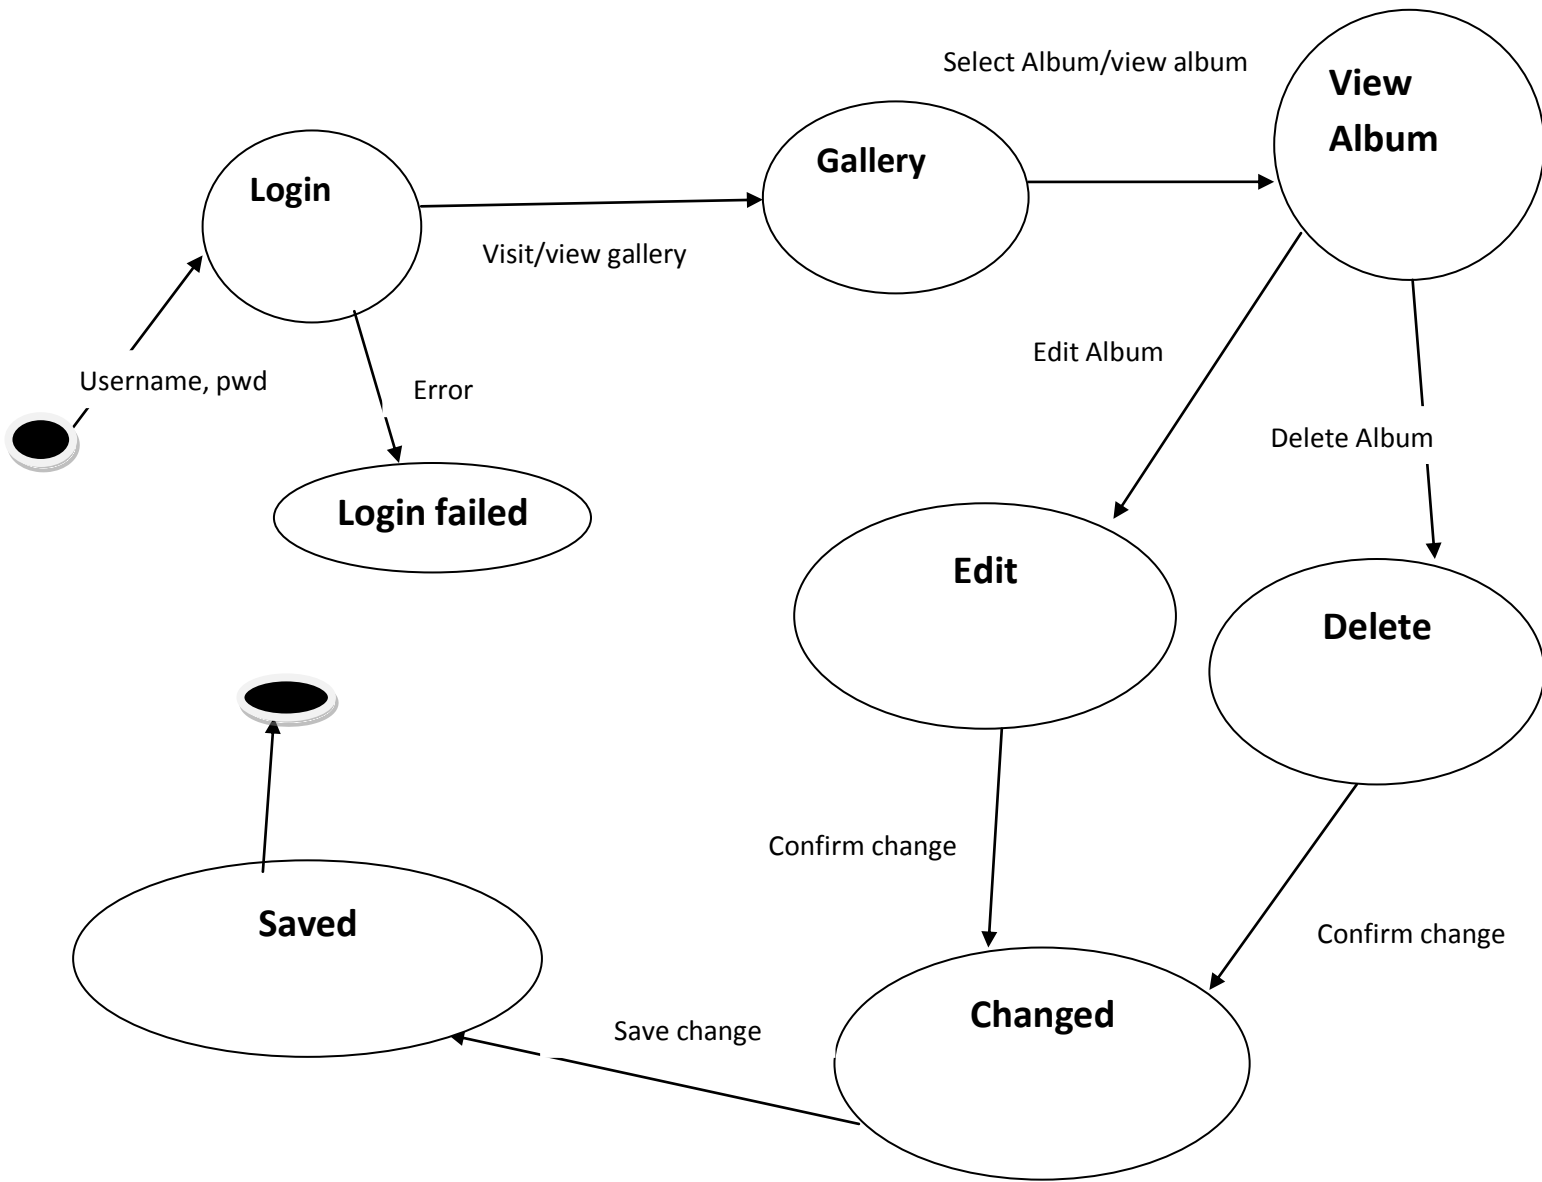 Select Album/view album
View
Album
Gallery
Login
Visit/view gallery
Edit Album
Username, pwd
Error
Delete Album
Login failed
Edit
Delete
Confirm change
Saved
Confirm change
Changed
Save change